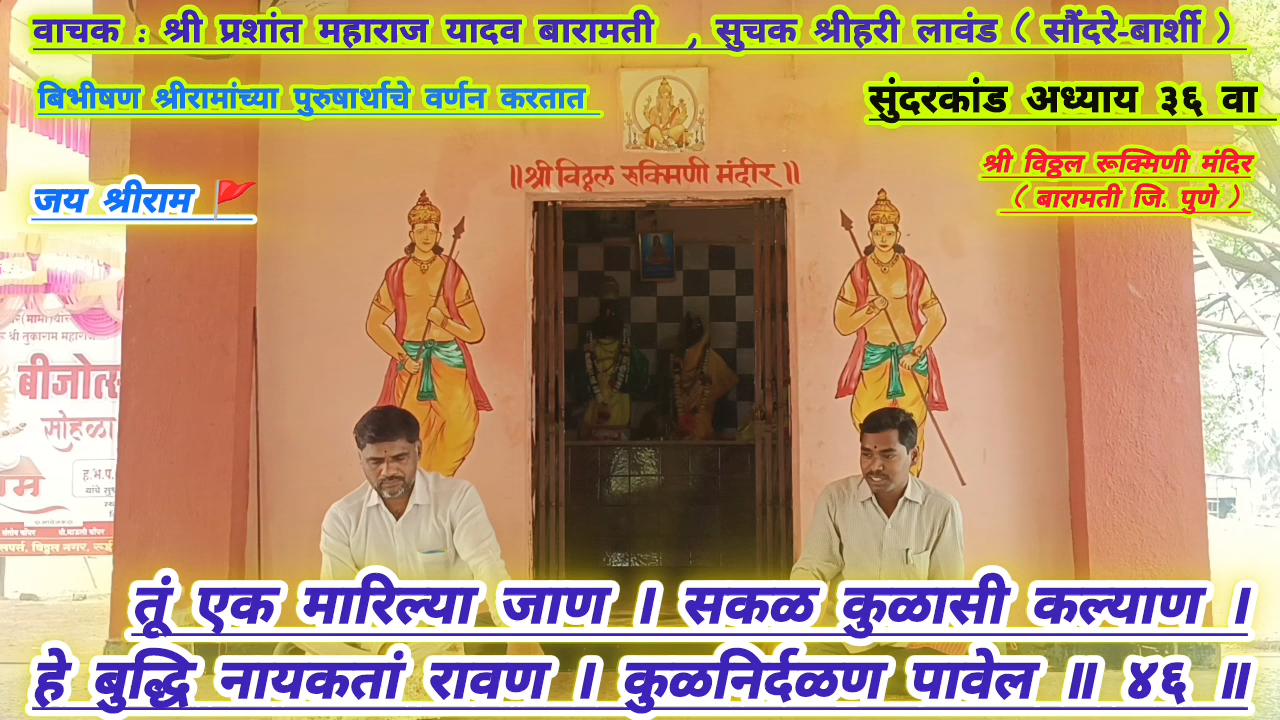 वाचक : श्री प्रशांत महाराज यादव बारामती , सुचक श्रीहरी लावंड ( सौंदरे-बार्शी )
बिभीषण श्रीरामांच्या पुरुषार्थाचे वर्णन करतात
सुंदरकांड अध्याय ३६ वा
श्री विठ्ठल रूक्मिणी मंदिर
( बारामती जि. पुणे )
जय श्रीराम 🚩
॥श्री विठ्ठल रुक्मिणी मंदीर ॥
श्री तुकाराम महाराज
बीजोत्स
सोहळा
ह.भ.प.
तूं एक मारिल्या जाण । सकळ कुळासी कल्याण ।
हे बुद्धि नायकतां रावण । कुळनिर्दळण पावेल ॥ ४६ ॥